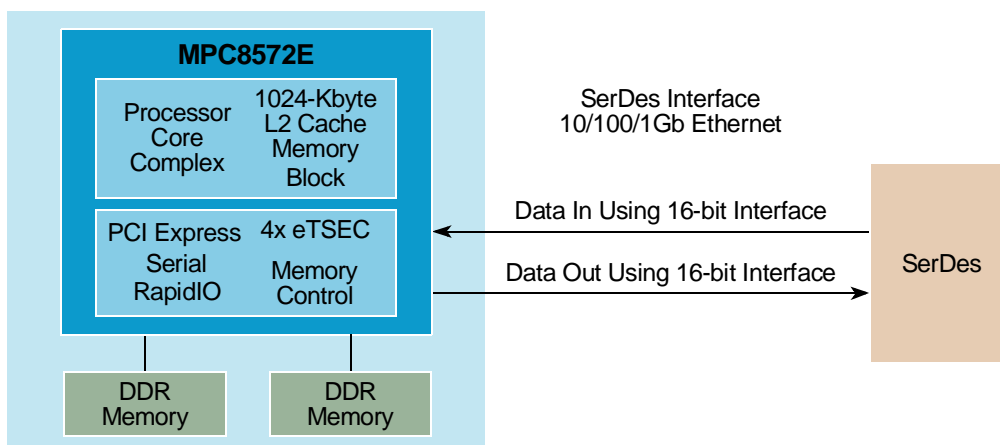 MPC8572E
Processor
Core
Complex
1024-Kbyte
L2 Cache
Memory
Block
PCI Express
Serial
RapidIO
4x eTSEC
Memory
Control
DDR
Memory
DDR
Memory
SerDes Interface
10/100/1Gb Ethernet
Data In Using 16-bit Interface
Data Out Using 16-bit Interface
SerDes